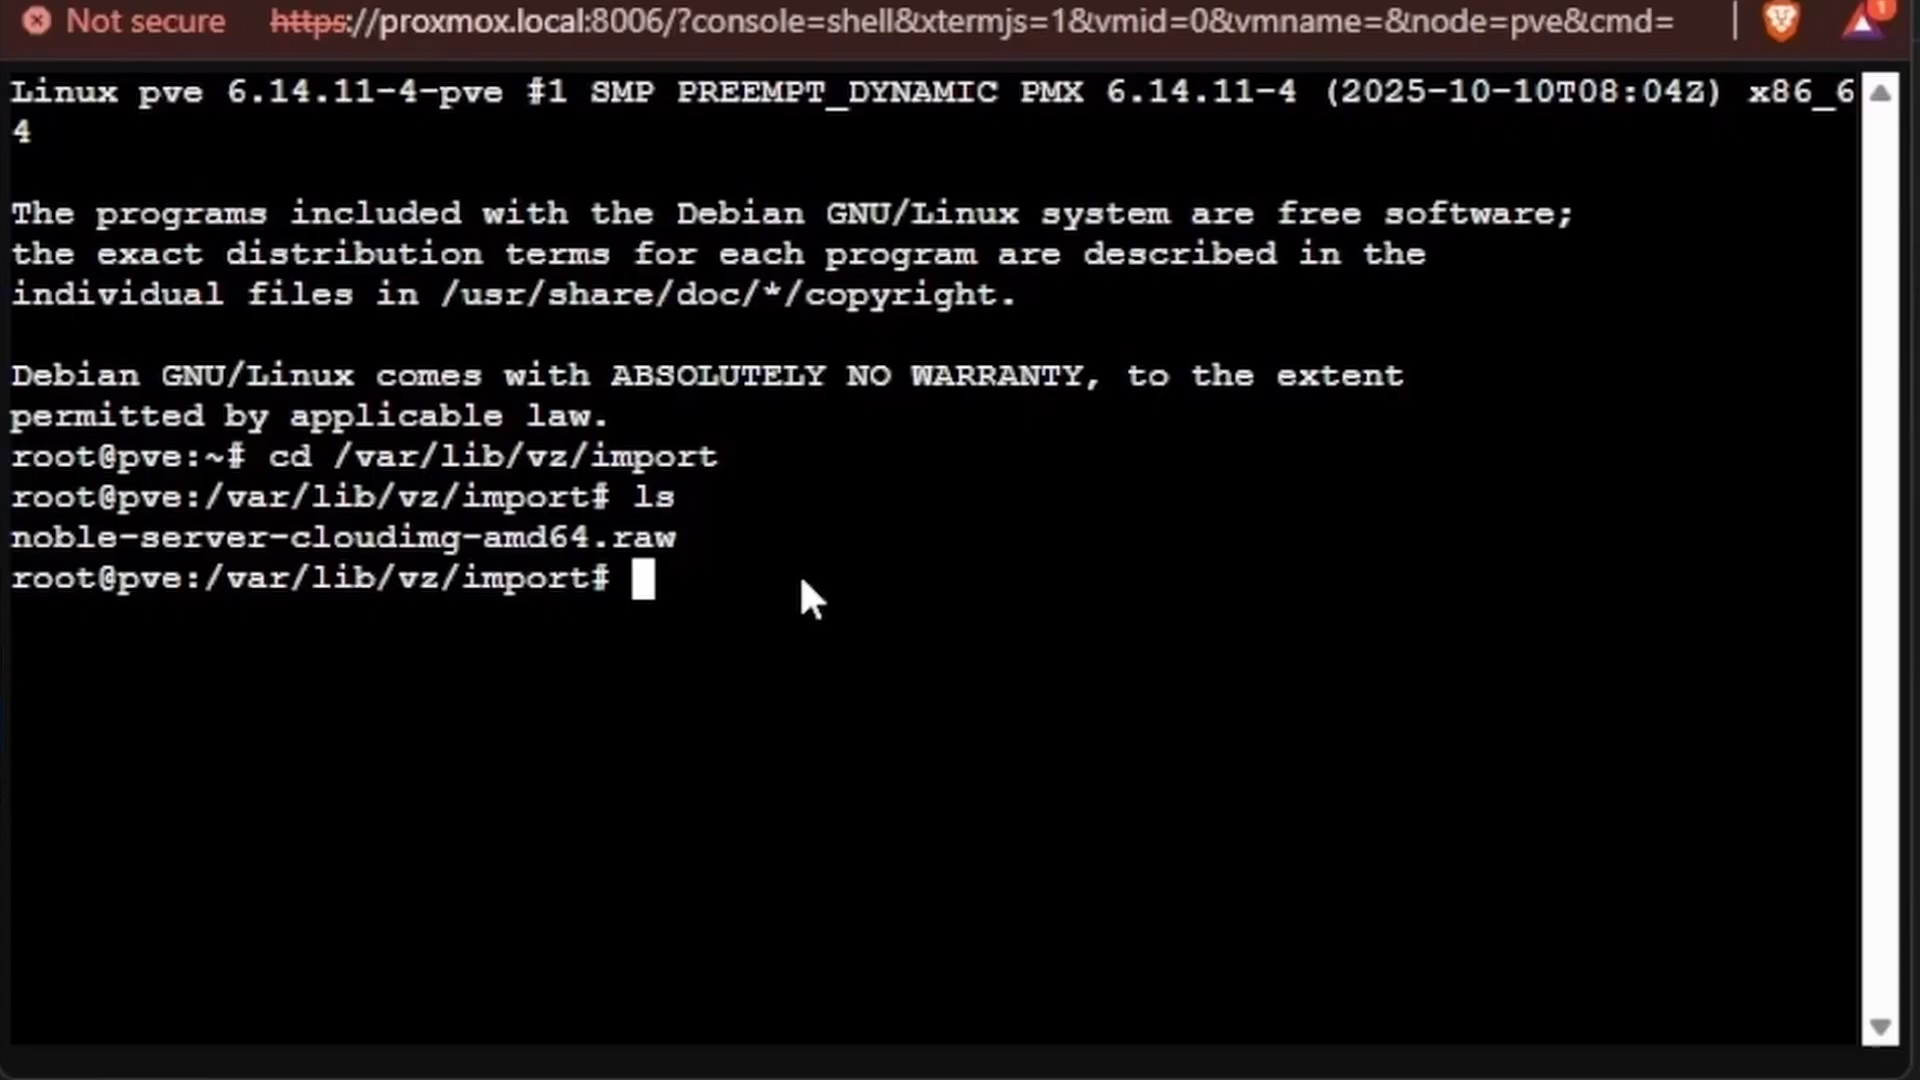 Not secure https://proxmox.local:8006/?console=shell&xtermjs=1&vmid=0&vmname=&node=pve&cmd= 1
Linux pve 6.14.11-4-pve #1 SMP PREEMPT_DYNAMIC PMX 6.14.11-4 (2025-10-10T08:04Z) x86_6
4
The programs included with the Debian GNU/Linux system are free software;
the exact distribution terms for each program are described in the
individual files in /usr/share/doc/*/copyright.
Debian GNU/Linux comes with ABSOLUTELY NO WARRANTY, to the extent
permitted by applicable law.
root@pve:~# cd /var/lib/vz/import
root@pve:/var/lib/vz/import# ls
noble-server-cloudimg-amd64.raw
root@pve:/var/lib/vz/import#